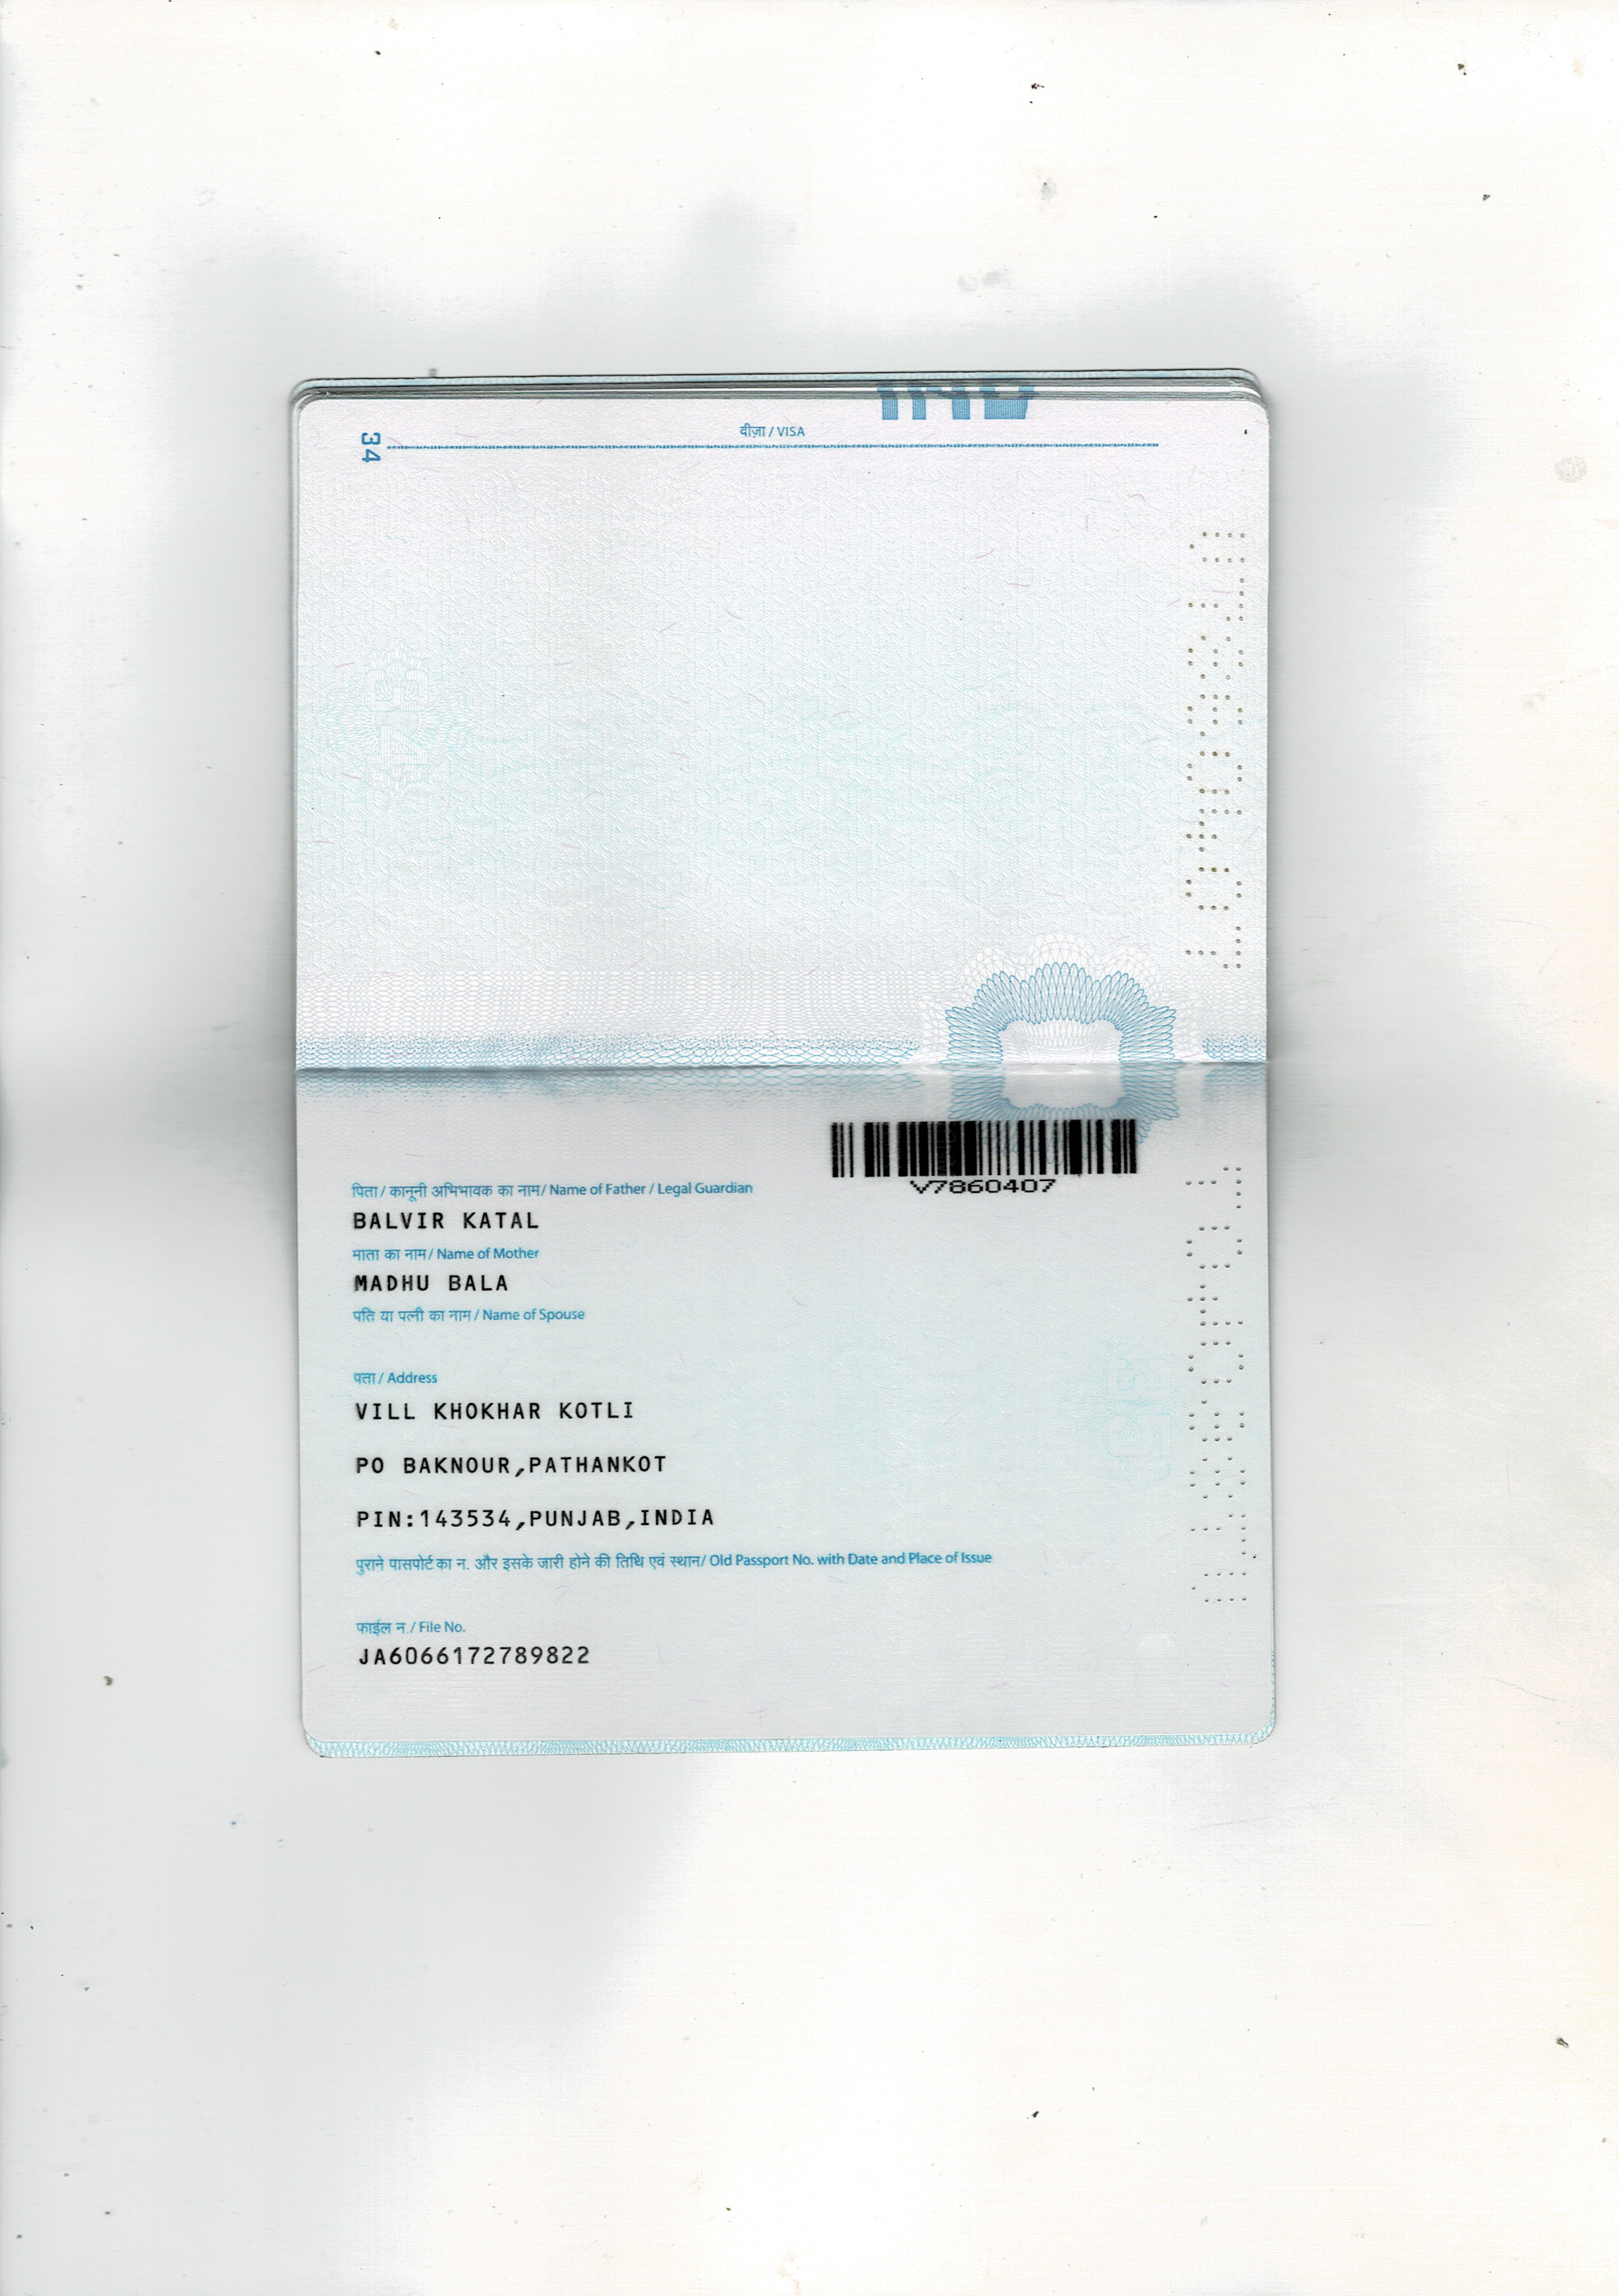 34
वीज़ा / VISA
V7860407
पिता / कानूनी अभिभावक का नाम / Name of Father / Legal Guardian
BALVIR KATAL
माता का नाम / Name of Mother
MADHU BALA
पति या पत्नी का नाम / Name of Spouse
पता / Address
VILL KHOKHAR KOTLI
PO BAKNOUR,PATHANKOT
PIN:143534,PUNJAB,INDIA
पुराने पासपोर्ट का न. और इसके जारी होने की तिथि एवं स्थान/ Old Passport No. with Date and Place of Issue
फाईल न./ File No.
JA6066172789822